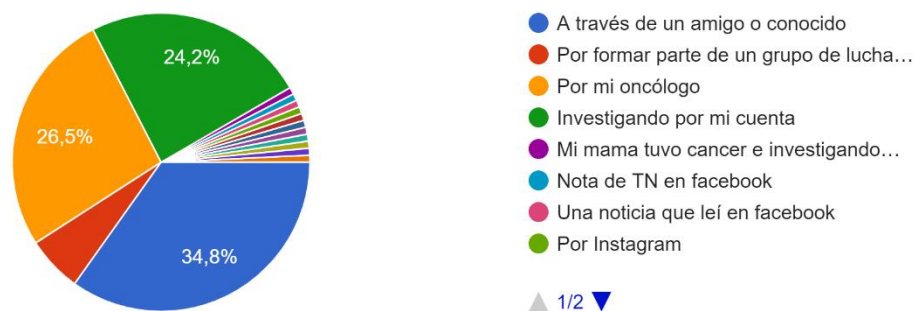 24,2%
26,5%
34,8%
A través de un amigo o conocido
Por formar parte de un grupo de lucha…
Por mi oncólogo
Investigando por mi cuenta
Mi mama tuvo cancer e investigando…
Nota de TN en facebook
Una noticia que leí en facebook
Por Instagram
1/2